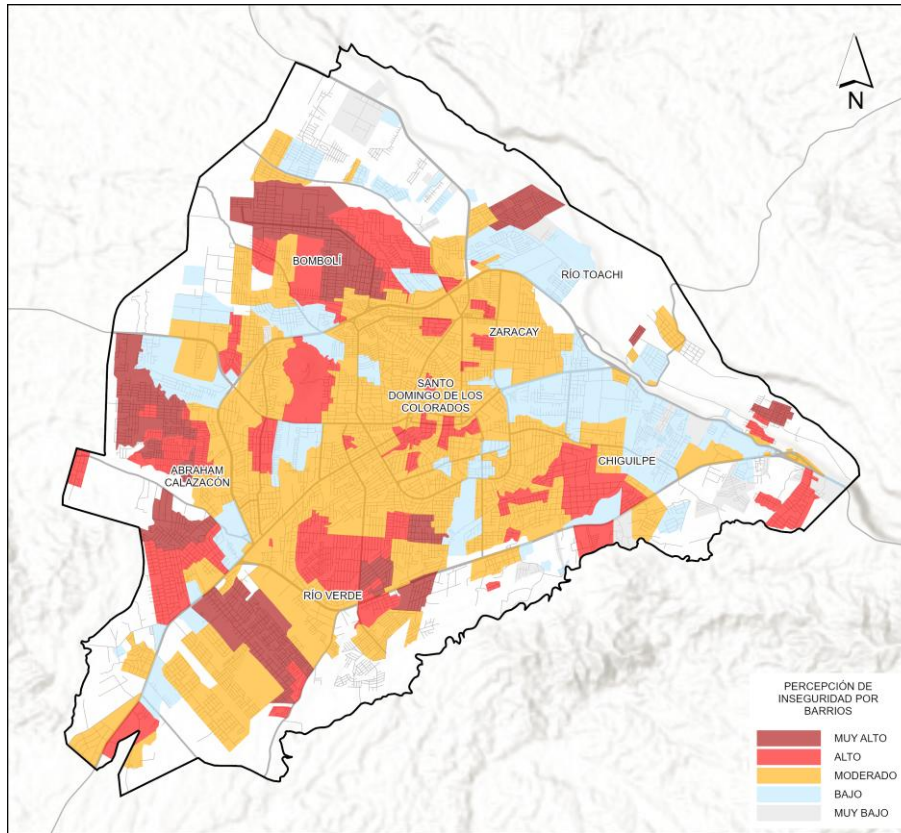 N
BOMBOLÍ
RÍO TOACHI
ZARACAY
SANTO
DOMINGO DE LOS
COLORADOS
ABRAHAM
CALAZACÓN
CHIGUILPE
RÍO VERDE
PERCEPCIÓN DE
INSEGURIDAD POR
BARRIOS
MUY ALTO
ALTO
MODERADO
BAJO
MUY BAJO